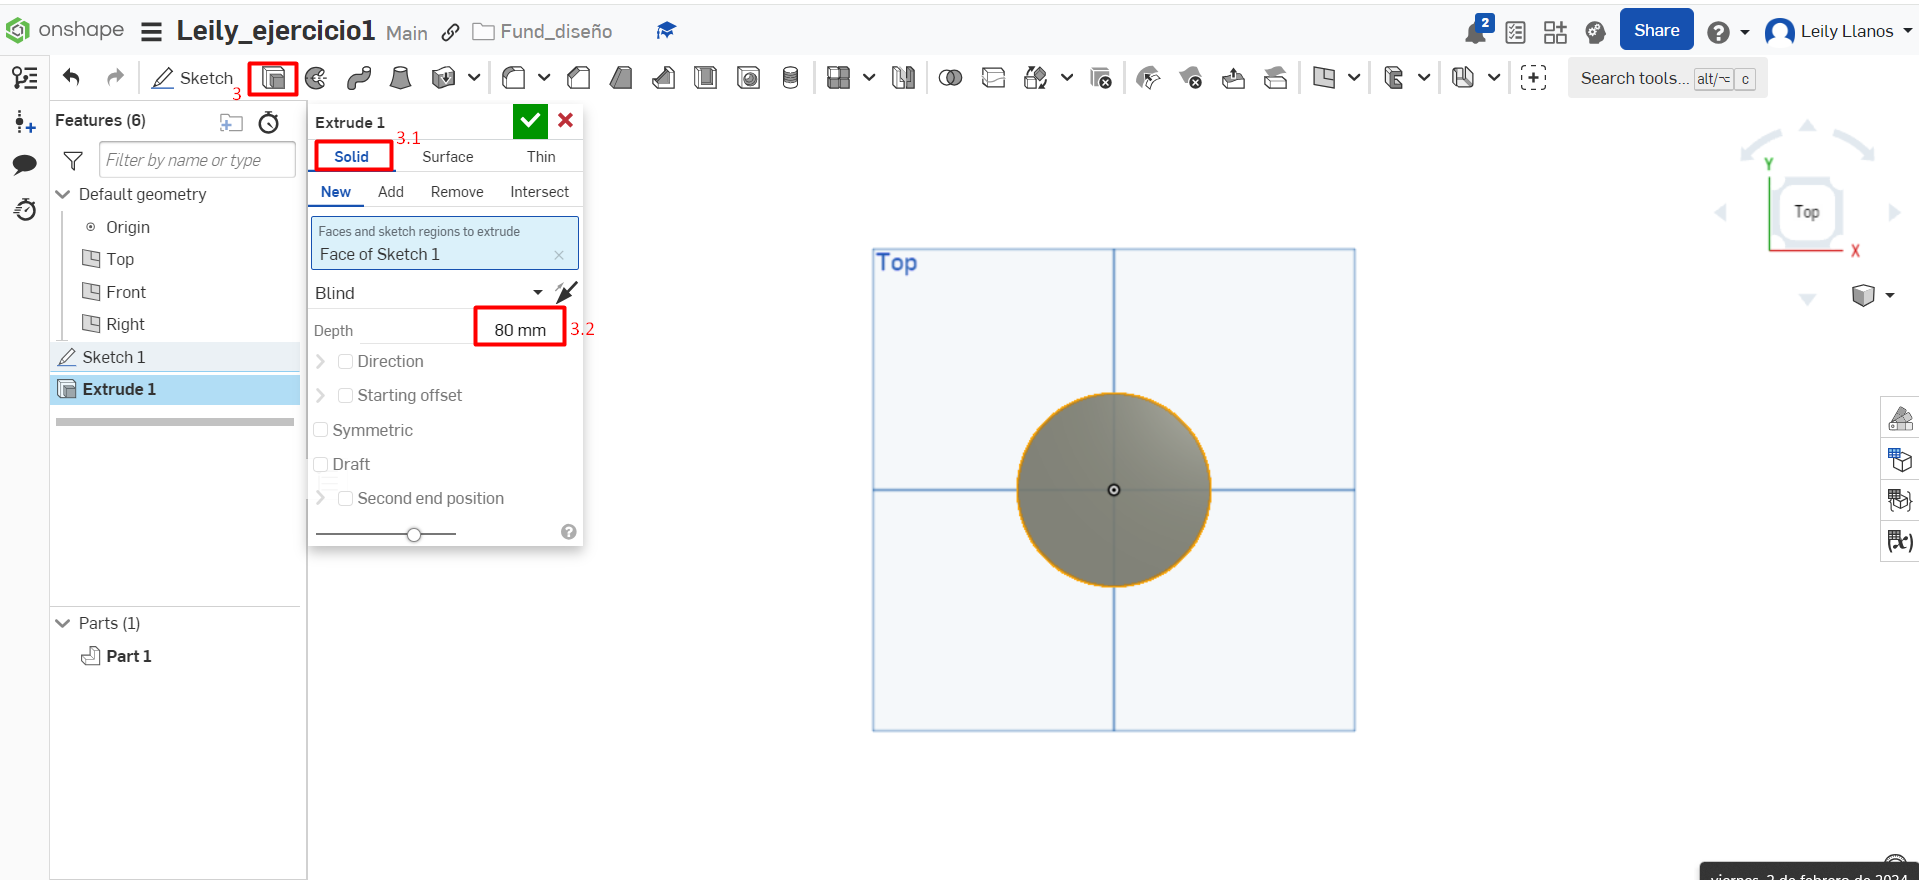 onshape Leily_ejercicio1 Main Fund_diseño 2 Share Leily Llanos
Sketch Search tools... alt/⌥ c
3
Features (6)
Filter by name or type
Default geometry
Origin
Top
Front
Right
Sketch 1
Extrude 1
Parts (1)
Part 1
Extrude 1
3.1
Solid Surface Thin
New Add Remove Intersect
Faces and sketch regions to extrude
Face of Sketch 1
Blind
Depth 80 mm 3.2
Direction
Starting offset
Symmetric
Draft
Second end position
Top
Y
Top
X
(x)
viernes, 2 de febrero de 2024